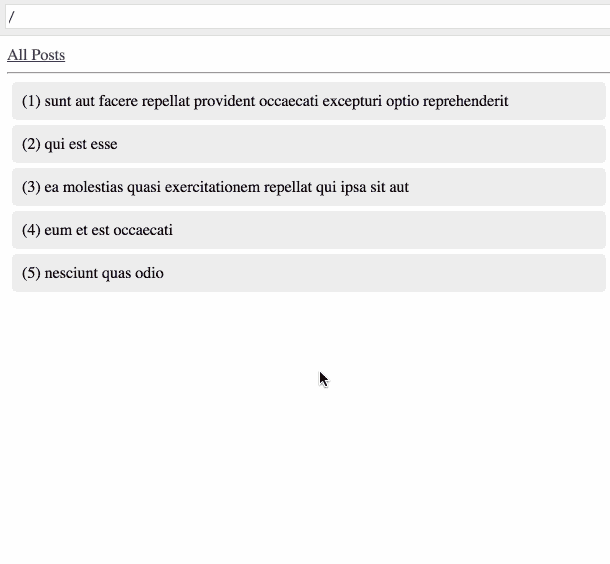 /
All Posts
(1) sunt aut facere repellat provident occaecati excepturi optio reprehenderit
(2) qui est esse
(3) ea molestias quasi exercitationem repellat qui ipsa sit aut
(4) eum et est occaecati
(5) nesciunt quas odio